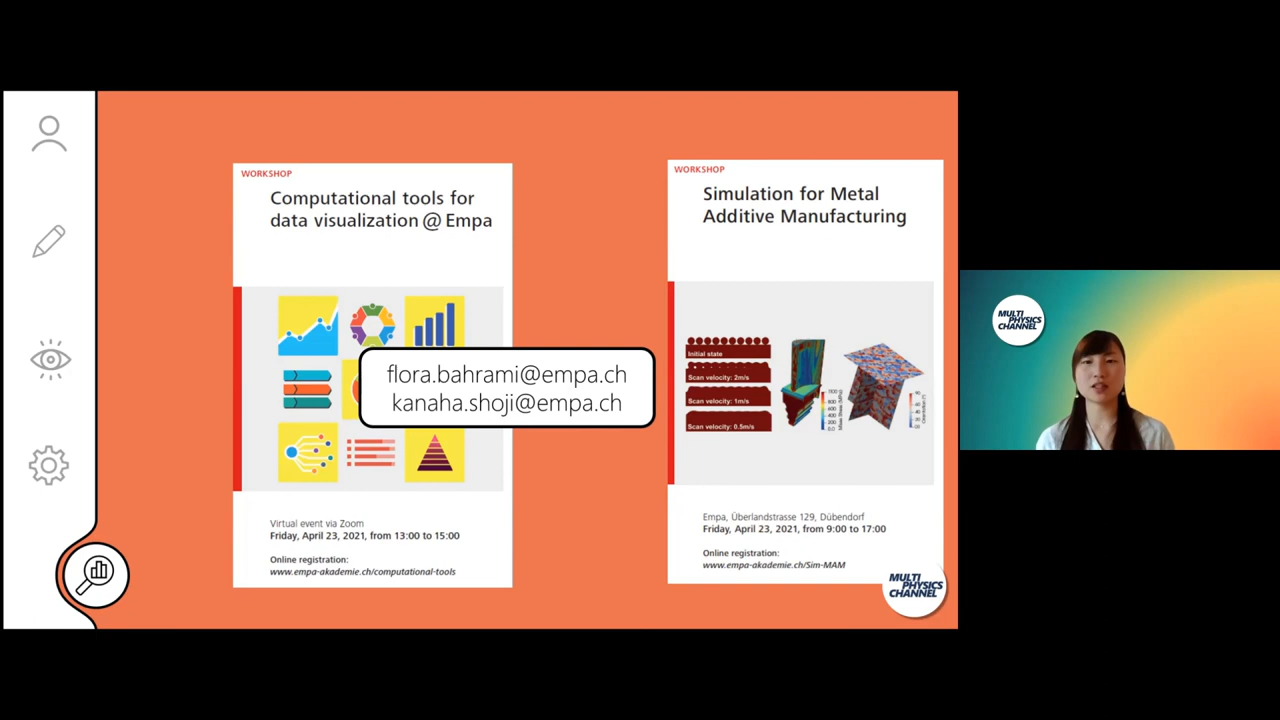 WORKSHOP
Computational tools for
data visualization @ Empa
flora.bahrami@empa.ch
kanaha.shoji@empa.ch
Virtual event via Zoom
Friday, April 23, 2021, from 13:00 to 15:00
Online registration:
www.empa-akademie.ch/computational-tools
WORKSHOP
Simulation for Metal
Additive Manufacturing
Initial state
Scan velocity: 2m/s
Scan velocity: 1m/s
Scan velocity: 0.5m/s
Empa, Überlandstrasse 129, Dübendorf
Friday, April 23, 2021, from 9:00 to 17:00
Online registration:
www.empa-akademie.ch/Sim-MAM
MULTI
PHYSICS
CHANNEL
MULTI
PHYSICS
CHANNEL